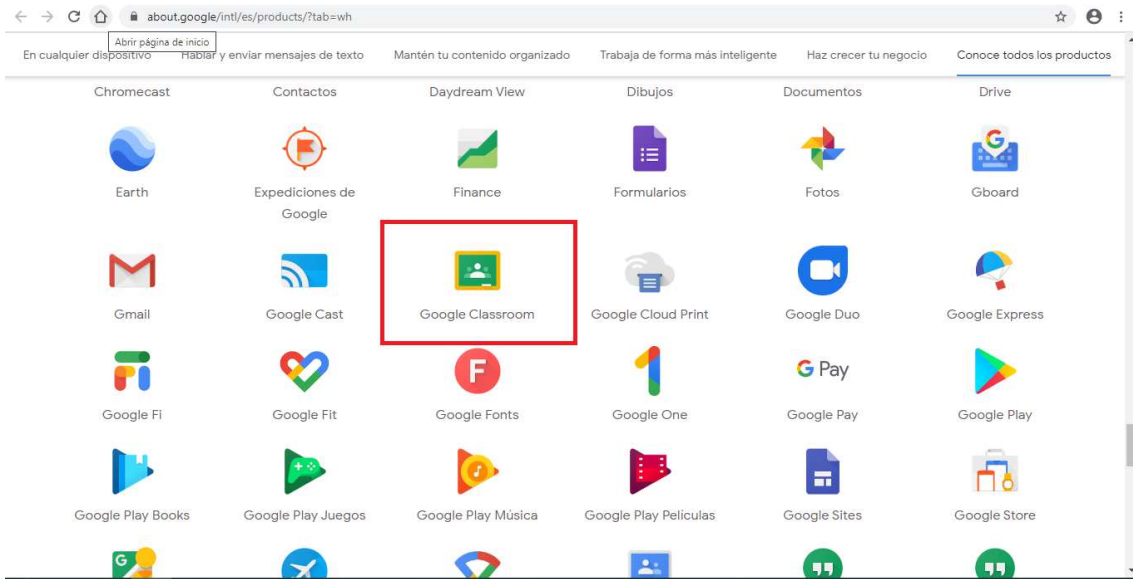 about.google/intl/es/products/?tab=wh
Abrir página de inicio
En cualquier dispositivo Hablar y enviar mensajes de texto Mantén tu contenido organizado Trabaja de forma más inteligente Haz crecer tu negocio Conoce todos los productos
Chromecast Contactos Daydream View Dibujos Documentos Drive
G
Earth Expediciones de Google Finance Formularios Fotos Gboard
Gmail Google Cast Google Classroom Google Cloud Print Google Duo Google Express
F G Pay
Google Fi Google Fit Google Fonts Google One Google Pay Google Play
Google Play Books Google Play Juegos Google Play Música Google Play Películas Google Sites Google Store
G